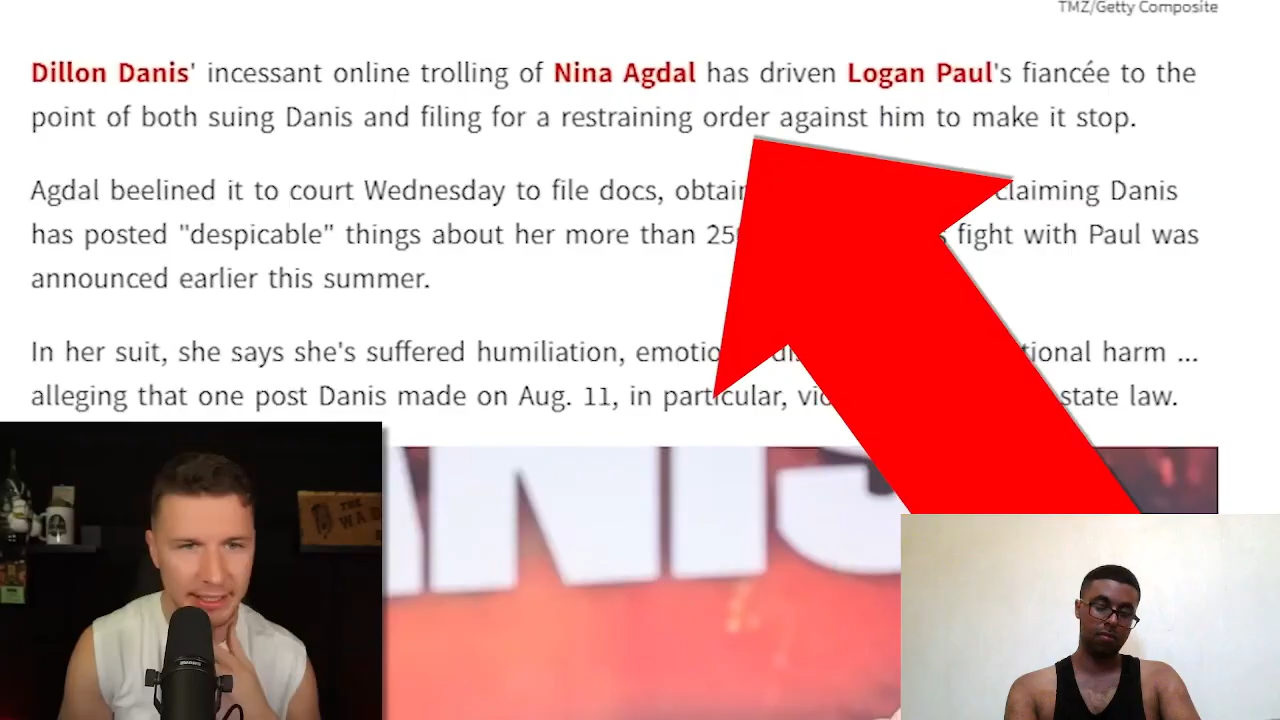 TMZ/Getty Composite
Dillon Danis' incessant online trolling of Nina Agdal has driven Logan Paul's fiancée to the
point of both suing Danis and filing for a restraining order against him to make it stop.
Agdal beelined it to court Wednesday to file docs, claiming Danis
has posted "despicable" things about her more than fight with Paul was
announced earlier this summer.
In her suit, she says she's suffered humiliation, harm ...
alleging that one post Danis made on Aug. 11, in particular, state law.
ANIS
THE